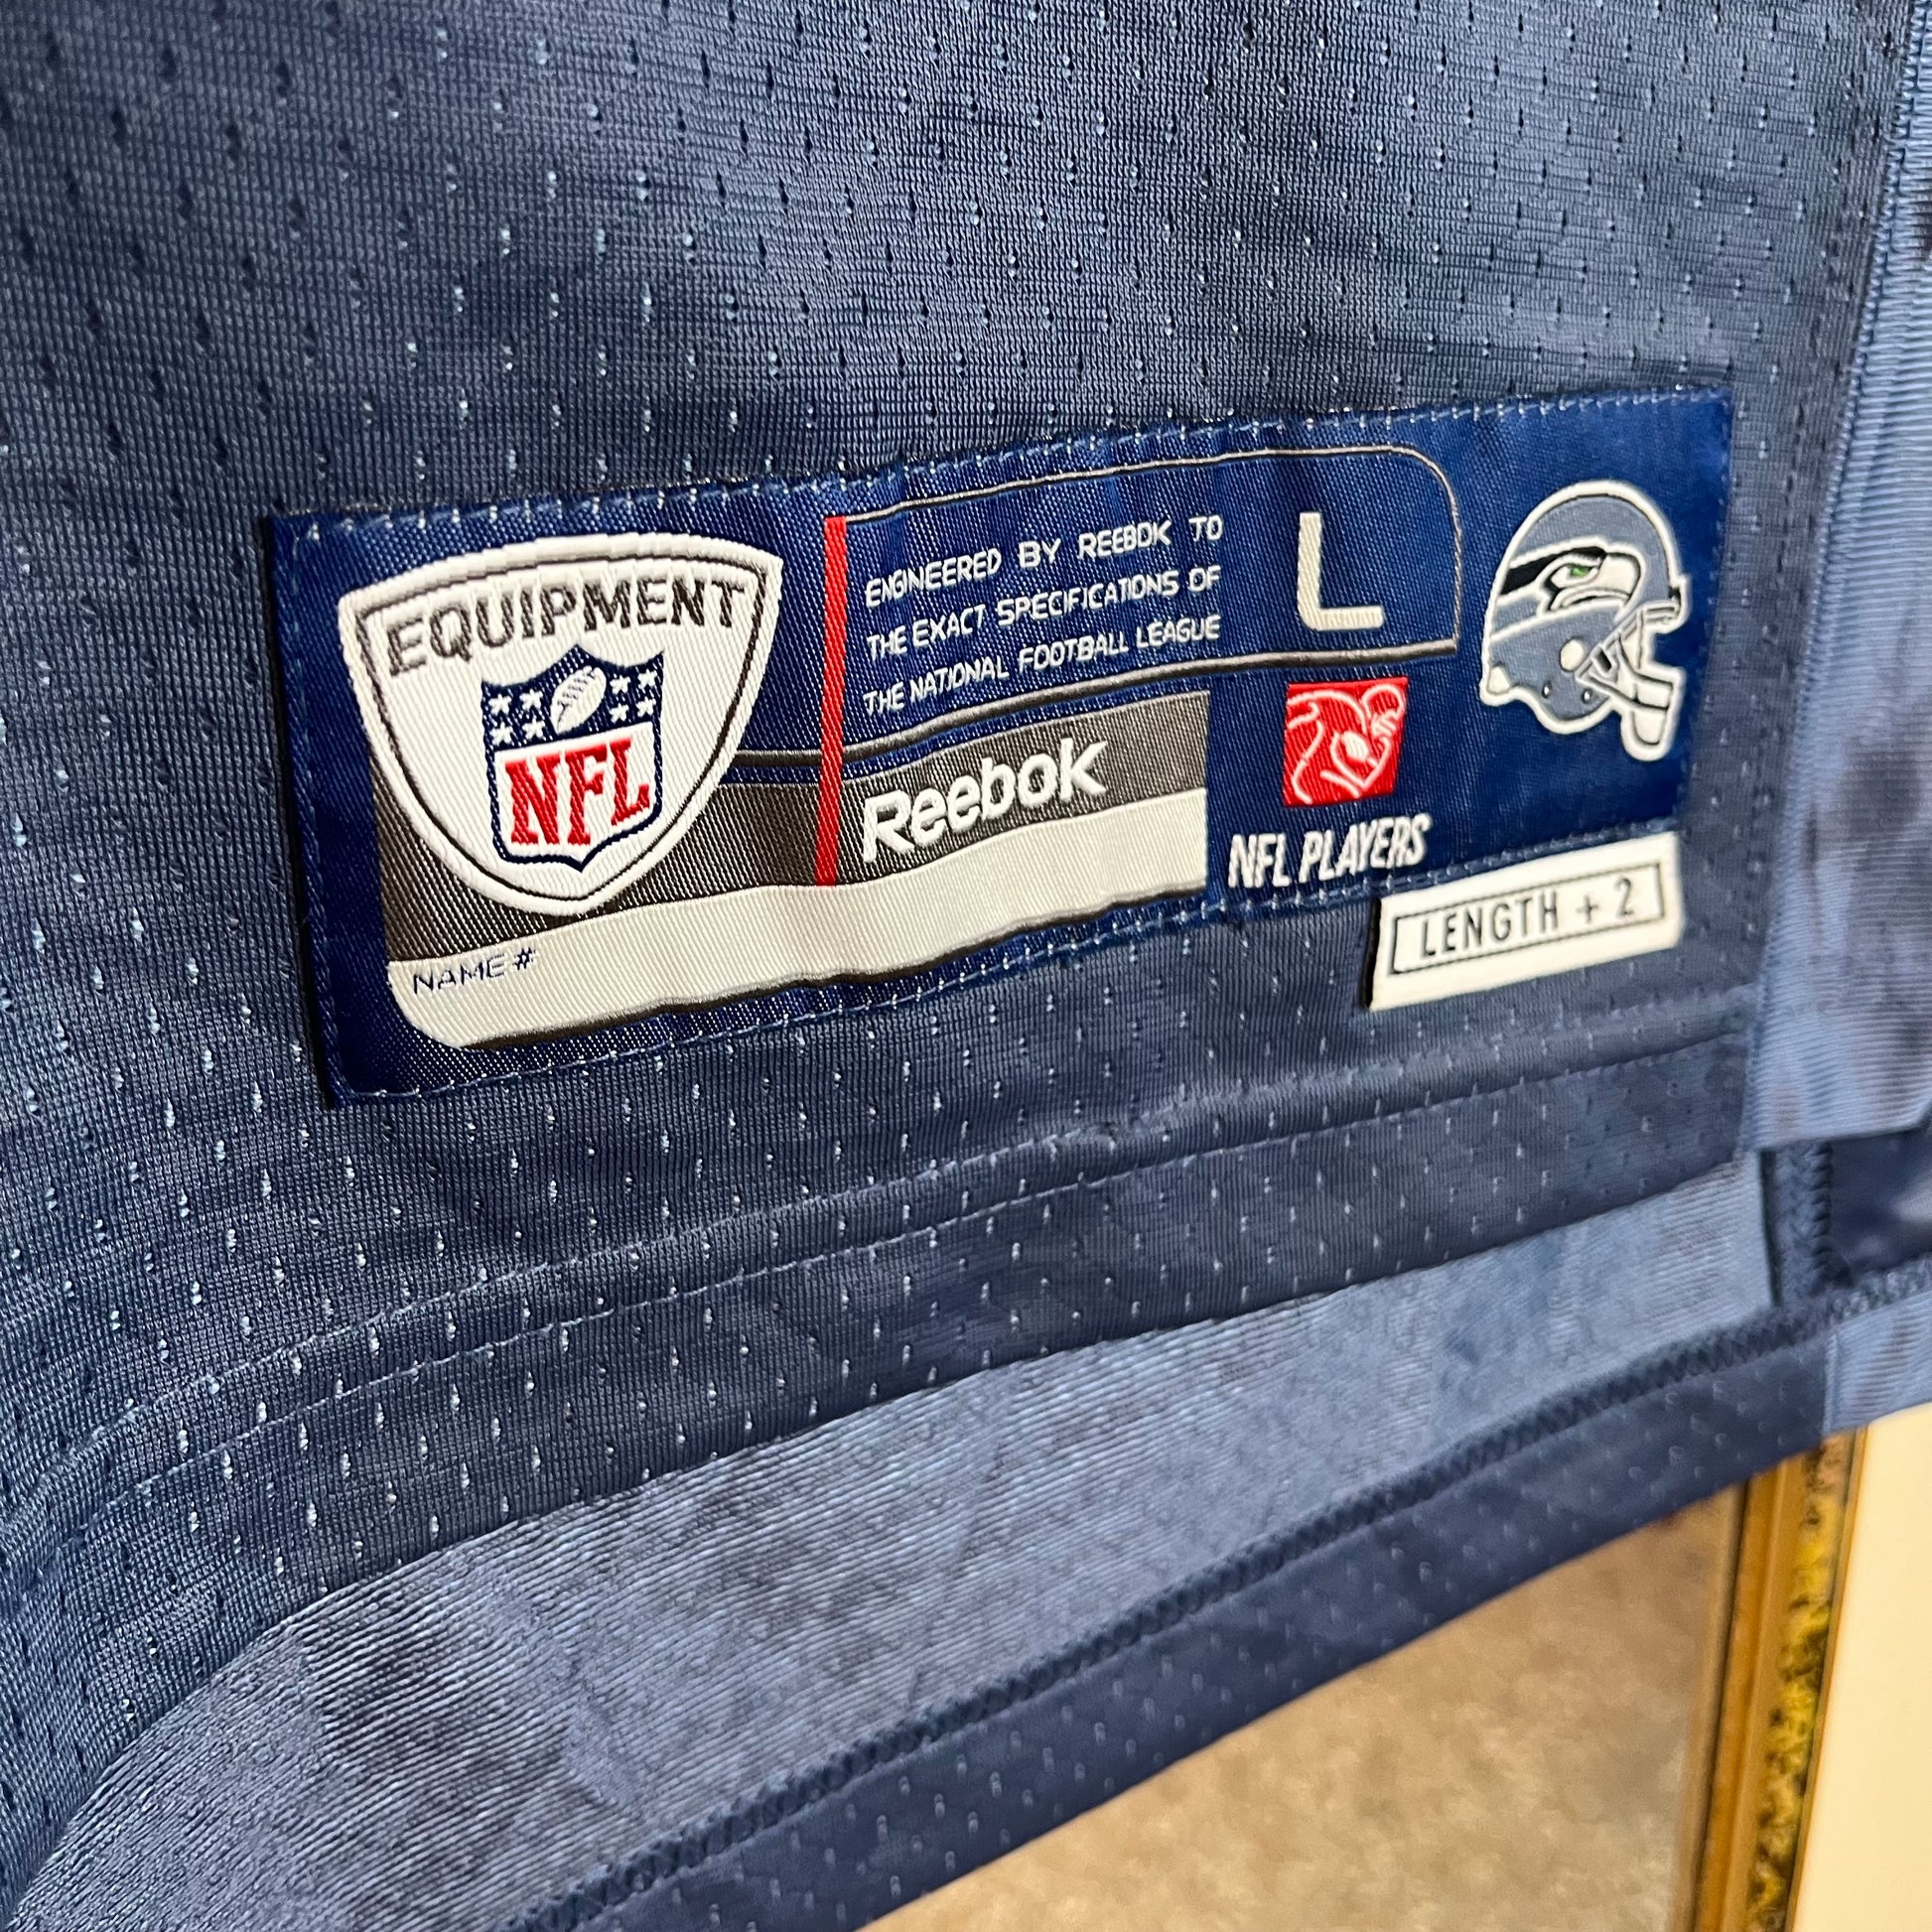 EQUIPMENT
NFL
ENGINEERED BY REEBOK TO
THE EXACT SPECIFICATIONS OF
THE NATIONAL FOOTBALL LEAGUE
L
Reebok
NFL PLAYERS
NAME #
LENGTH + 2